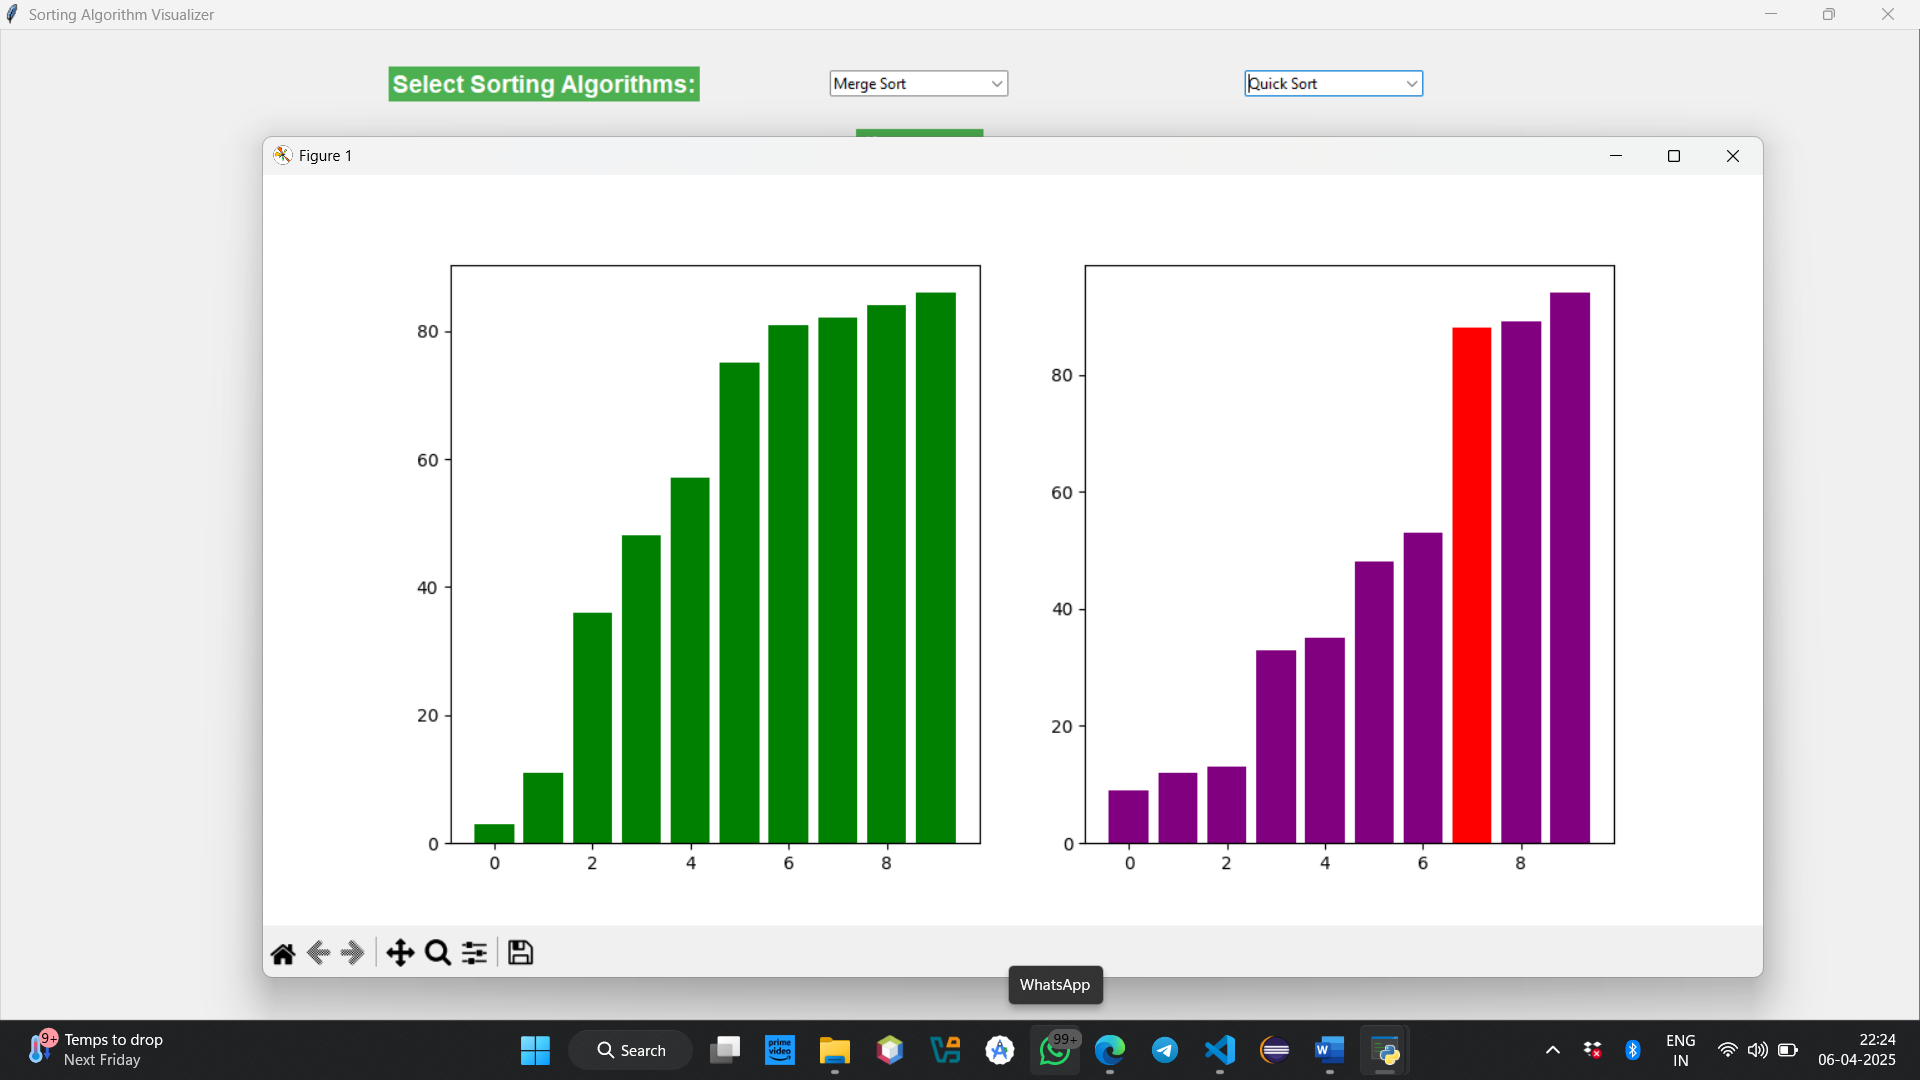 Sorting Algorithm Visualizer
Select Sorting Algorithms:
Merge Sort
Quick Sort
Figure 1
80
60
40
20
0
0 2 4 6 8
80
60
40
20
0
0 2 4 6 8
WhatsApp
9+
Temps to drop
Next Friday
Search
prime video
99+
W
ENG
IN
22:24
06-04-2025